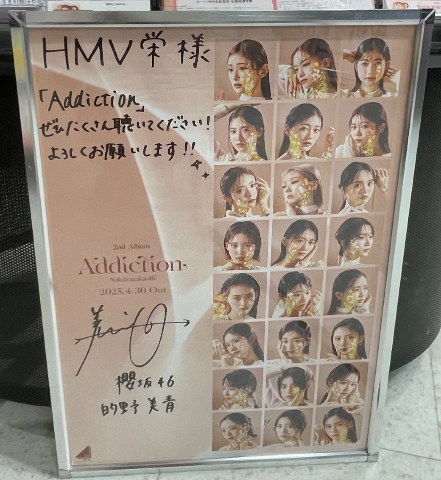 HMV栄様
「Addiction」
ぜひたくさん聴いてください!
よろしくお願いします!!
2nd Album
Addiction
Sakurazaka46
2025.4.30 Out
櫻坂46
的野美青